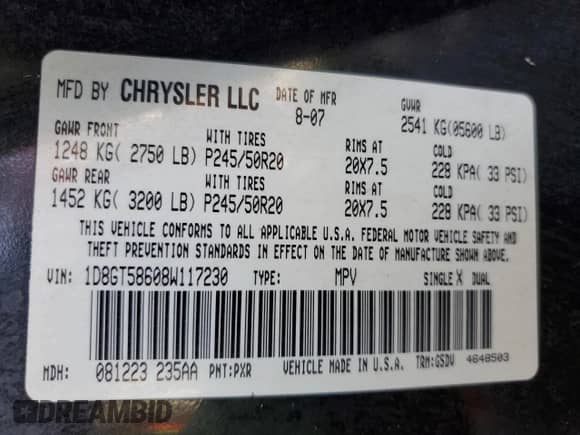 MFD BY CHRYSLER LLC DATE OF MFR 8-07 GVWR 2541 KG(05600 LB)
GAWR FRONT WITH TIRES RIMS AT COLD
1248 KG( 2750 LB) P245/50R20 20X7.5 228 KPA( 33 PSI)
GAWR REAR WITH TIRES RIMS AT COLD
1452 KG( 3200 LB) P245/50R20 20X7.5 228 KPA( 33 PSI)
THIS VEHICLE CONFORMS TO ALL APPLICABLE U.S.A. FEDERAL MOTOR VEHICLE SAFETY AND
THEFT PREVENTION STANDARDS IN EFFECT ON THE DATE OF MANUFACTURE SHOWN ABOVE.
VIN: 1D8GT58608W117230 TYPE: MPV SINGLE X DUAL
MDH: 081223 235AA PNT:PXR VEHICLE MADE IN U.S.A. TRM:G5DV 4648503
DREAMBID